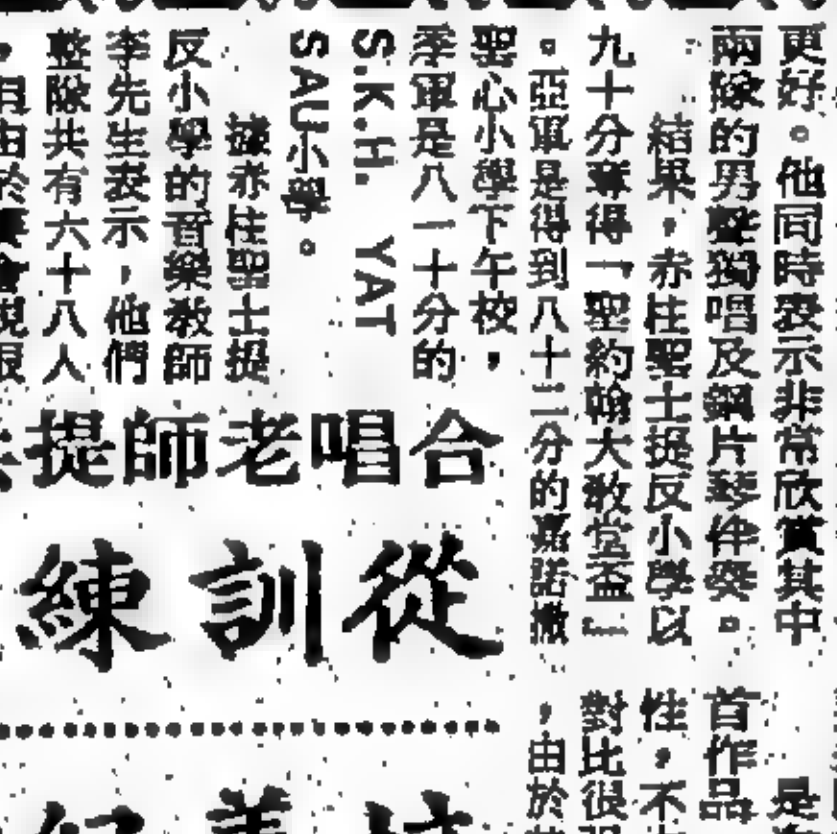 更好。他同時表示非常欣賞其中
兩隊的男聲獨唱及鋼片琴伴奏。
結果，赤柱聖士提反小學以
九十分奪得「聖約翰大敎堂盃」
。亞軍是得到八十二分的嘉諾撒
聖心小學下午校，
季軍是八一十分的
S.K.H. YAT
SAU小學。
據赤柱聖士提
反小學的音樂敎師
李先生表示，他們
整隊共有六十八人
，但由於
合唱老師提
從訓練
是
首作品
性，不
對比很
，由於